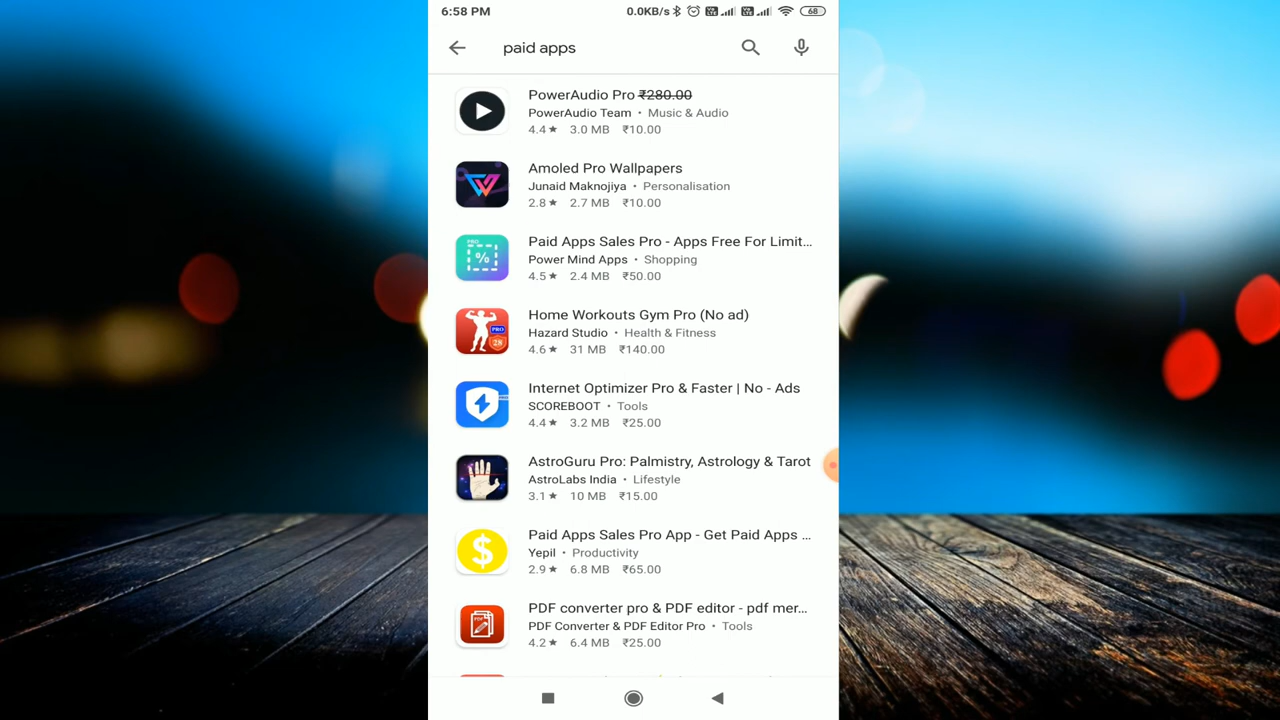 6:58 PM 0.0KB/s 68
paid apps
PowerAudio Pro ₹280.00
PowerAudio Team • Music & Audio
4.4★ 3.0 MB ₹10.00
Amoled Pro Wallpapers
Junaid Maknojiya • Personalisation
2.8★ 2.7 MB ₹10.00
PRO
%
Paid Apps Sales Pro - Apps Free For Limit...
Power Mind Apps • Shopping
4.5★ 2.4 MB ₹50.00
PRO
28
Home Workouts Gym Pro (No ad)
Hazard Studio • Health & Fitness
4.6★ 31 MB ₹140.00
Internet Optimizer Pro & Faster | No - Ads
SCOREBOOT • Tools
4.4★ 3.2 MB ₹25.00
AstroGuru Pro: Palmistry, Astrology & Tarot
AstroLabs India • Lifestyle
3.1★ 10 MB ₹15.00
$
Paid Apps Sales Pro App - Get Paid Apps ...
Yepil • Productivity
2.9★ 6.8 MB ₹65.00
PDF
PDF converter pro & PDF editor - pdf mer...
PDF Converter & PDF Editor Pro • Tools
4.2★ 6.4 MB ₹25.00